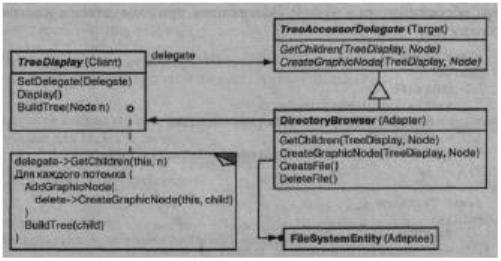 TreeAccessorDelegate (Target)
GetChildren(TreeDisplay, Node)
CreateGraphicNode(TreeDisplay, Node)
delegate
TreeDisplay (Client)
SetDelegate(Delegate)
Display()
BuildTree(Node n)
DirectoryBrowser (Adapter)
GetChildren(TreeDisplay, Node)
CreateGraphicNode(TreeDisplay, Node)
CreateFile()
DeleteFile()
delegate->GetChildren(this, n)
Для каждого потомка {
AddGraphicNode(
delete->CreateGraphicNode(this, child)
)
BuildTree(child)
}
FileSystemEntity (Adaptee)